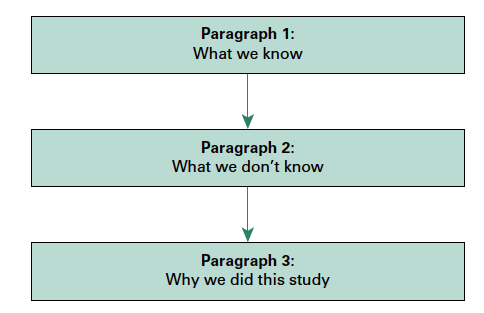 Paragraph 1:
What we know
Paragraph 2:
What we don’t know
Paragraph 3:
Why we did this study